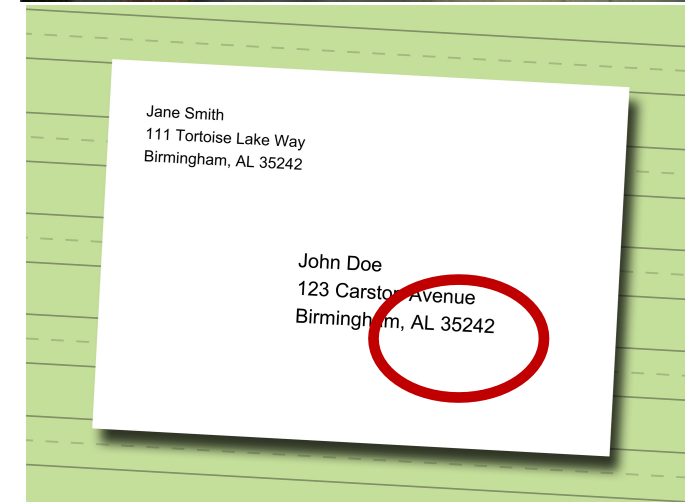 Jane Smith
111 Tortoise Lake Way
Birmingham, AL 35242
John Doe
123 Carston Avenue
Birmingham, AL 35242